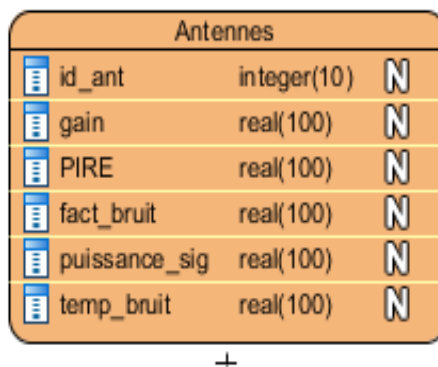 Antennes
id_ant integer(10) N
gain real(100) N
PIRE real(100) N
fact_bruit real(100) N
puissance_sig real(100) N
temp_bruit real(100) N